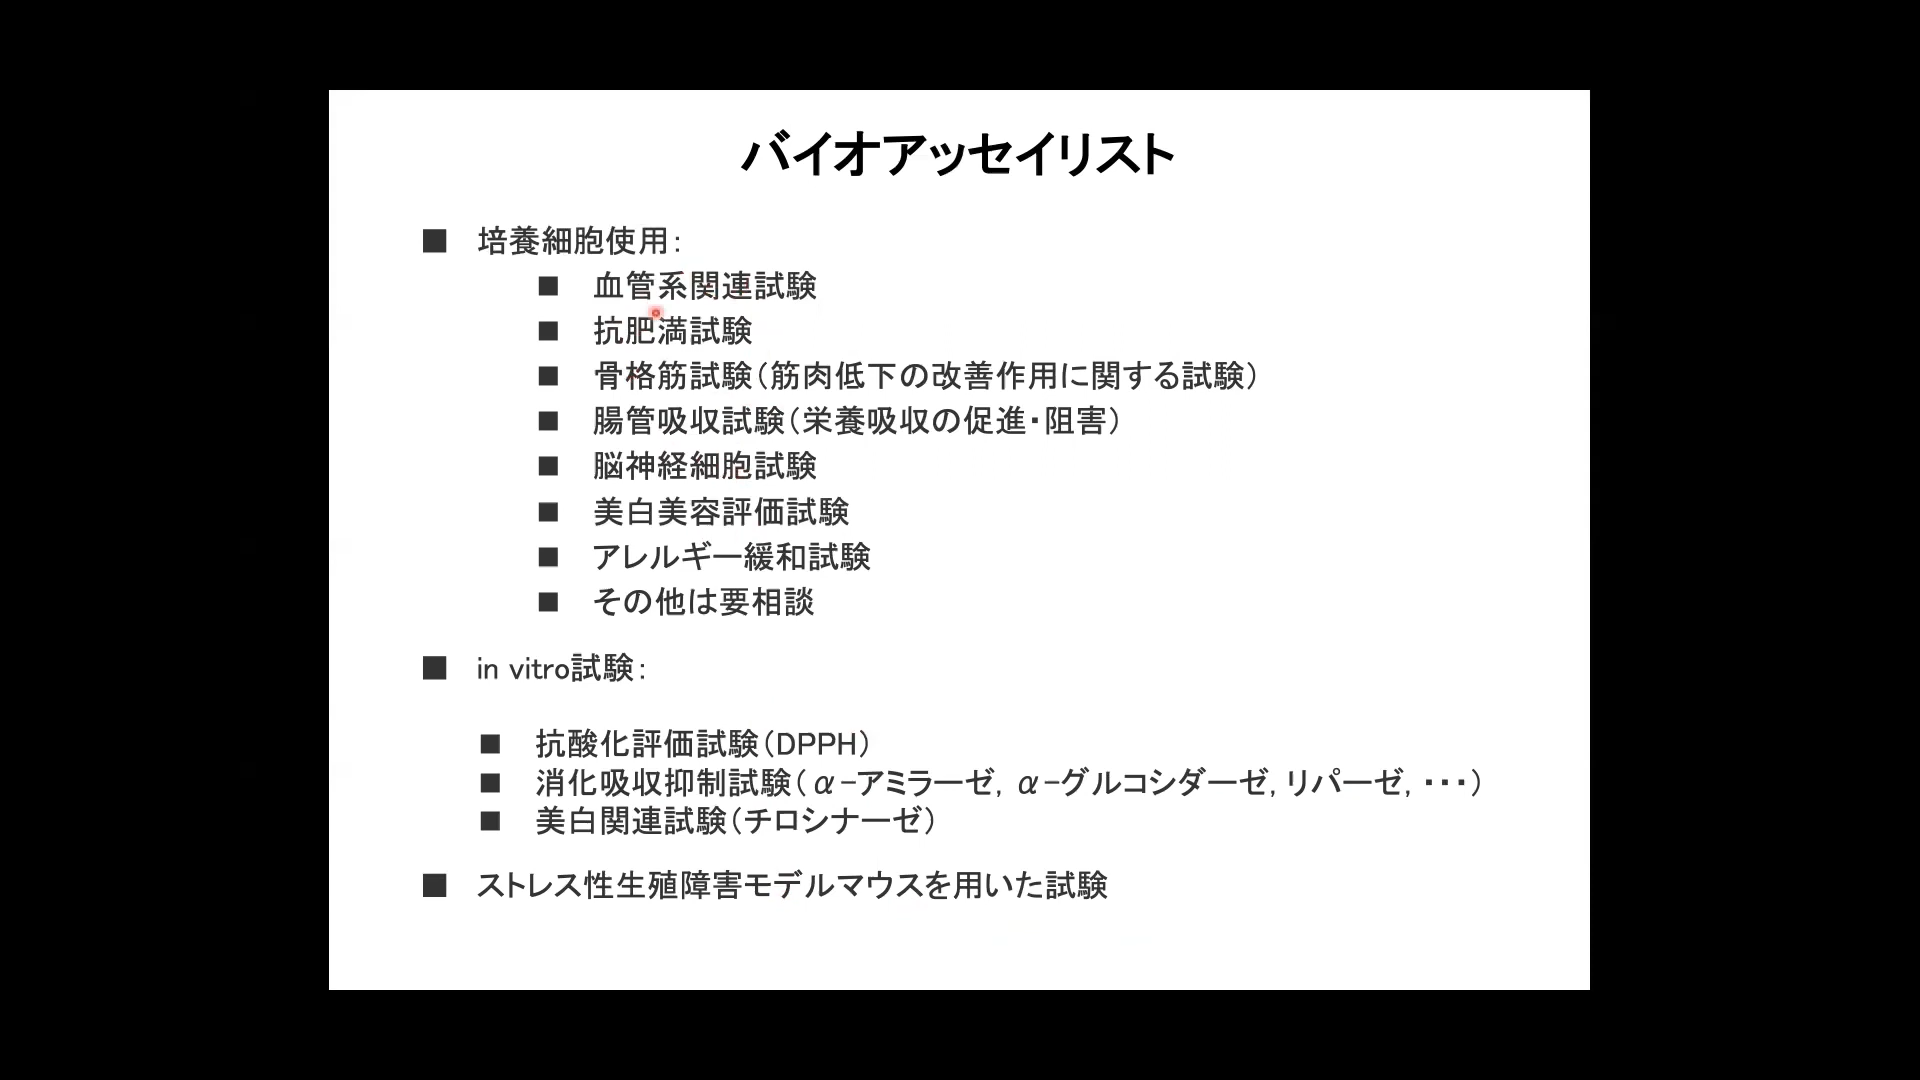 バイオアッセイリスト
■ 培養細胞使用：
■ 血管系関連試験
■ 抗肥満試験
■ 骨格筋試験（筋肉低下の改善作用に関する試験）
■ 腸管吸収試験（栄養吸収の促進・阻害）
■ 脳神経細胞試験
■ 美白美容評価試験
■ アレルギー緩和試験
■ その他は要相談
■ in vitro試験：
■ 抗酸化評価試験（DPPH）
■ 消化吸収抑制試験（α-アミラーゼ, α-グルコシダーゼ, リパーゼ, ・・・）
■ 美白関連試験（チロシナーゼ）
■ ストレス性生殖障害モデルマウスを用いた試験